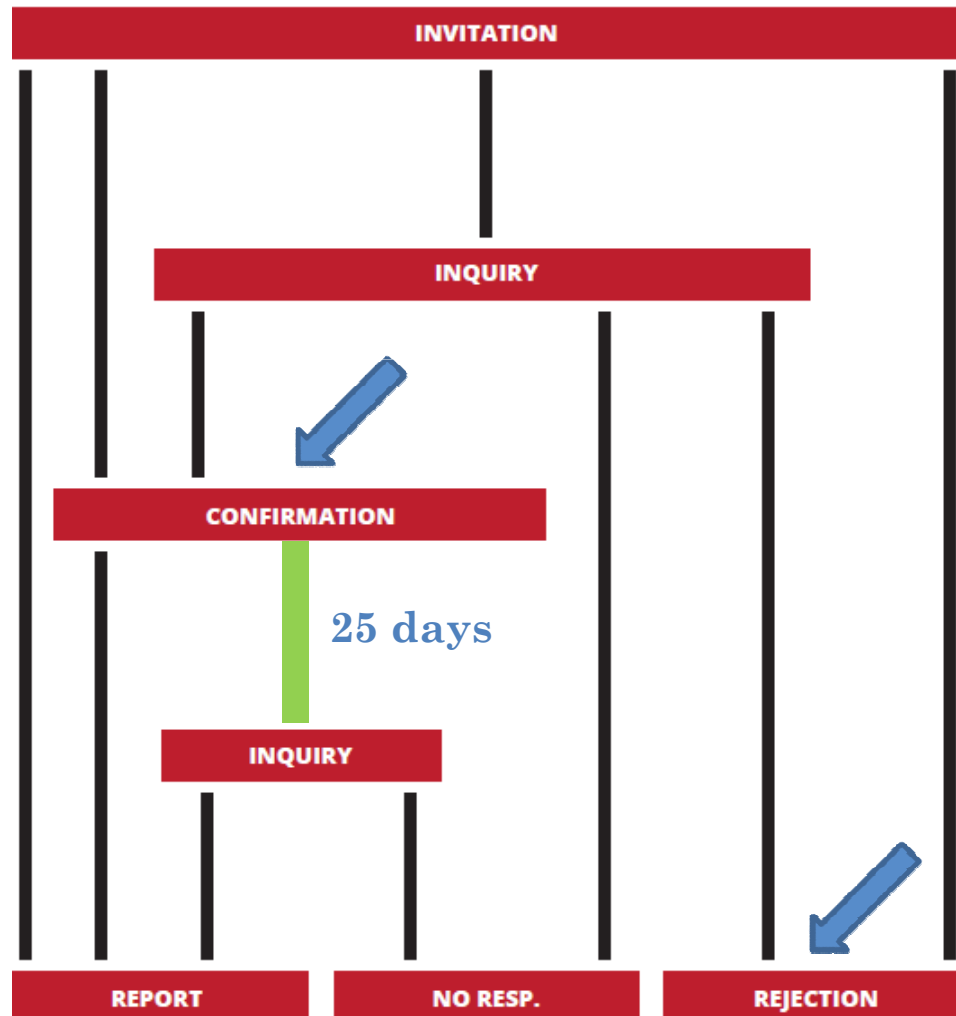 INVITATION
INQUIRY
CONFIRMATION
25 days
INQUIRY
REPORT
NO RESP.
REJECTION